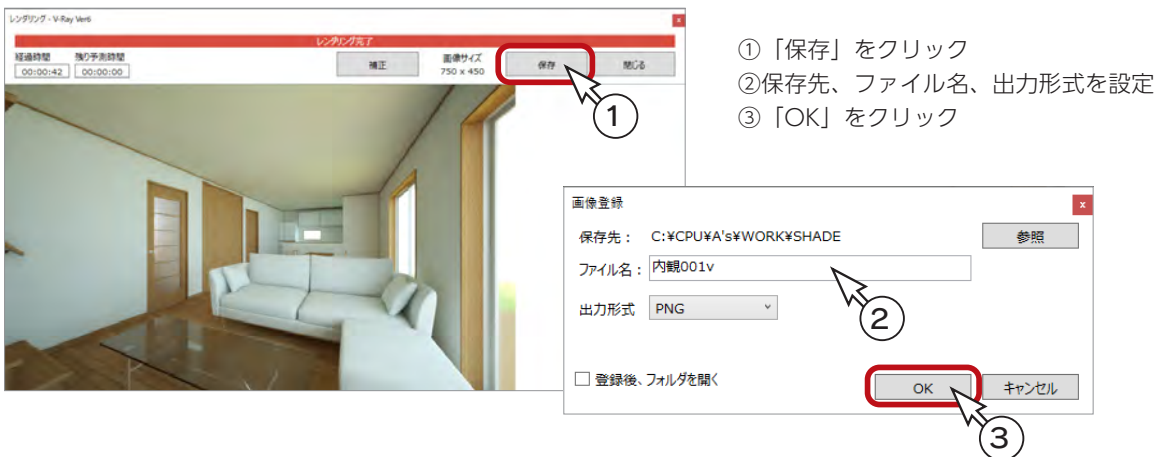 レンダリング - V-Ray Ver6
x
レンダリング完了
経過時間 残り予測時間
00:00:42 00:00:00
補正
画像サイズ
750 x 450
保存
閉じる
1
①「保存」をクリック
②保存先、ファイル名、出力形式を設定
③「OK」をクリック
画像登録
x
保存先： C:¥CPU¥A's¥WORK¥SHADE 参照
ファイル名： 内観001v
出力形式 PNG
2
登録後、フォルダを開く
OK キャンセル
3